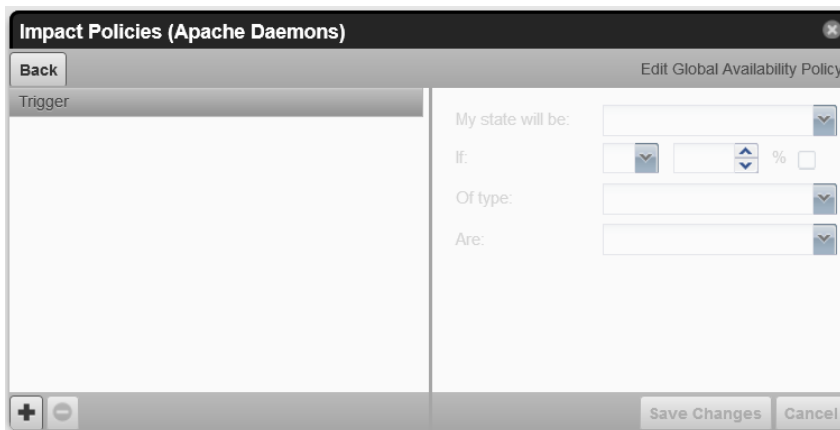 Impact Policies (Apache Daemons)
Back
Edit Global Availability Policy
Trigger
My state will be:
If:
%
Of type:
Are:
Save Changes
Cancel